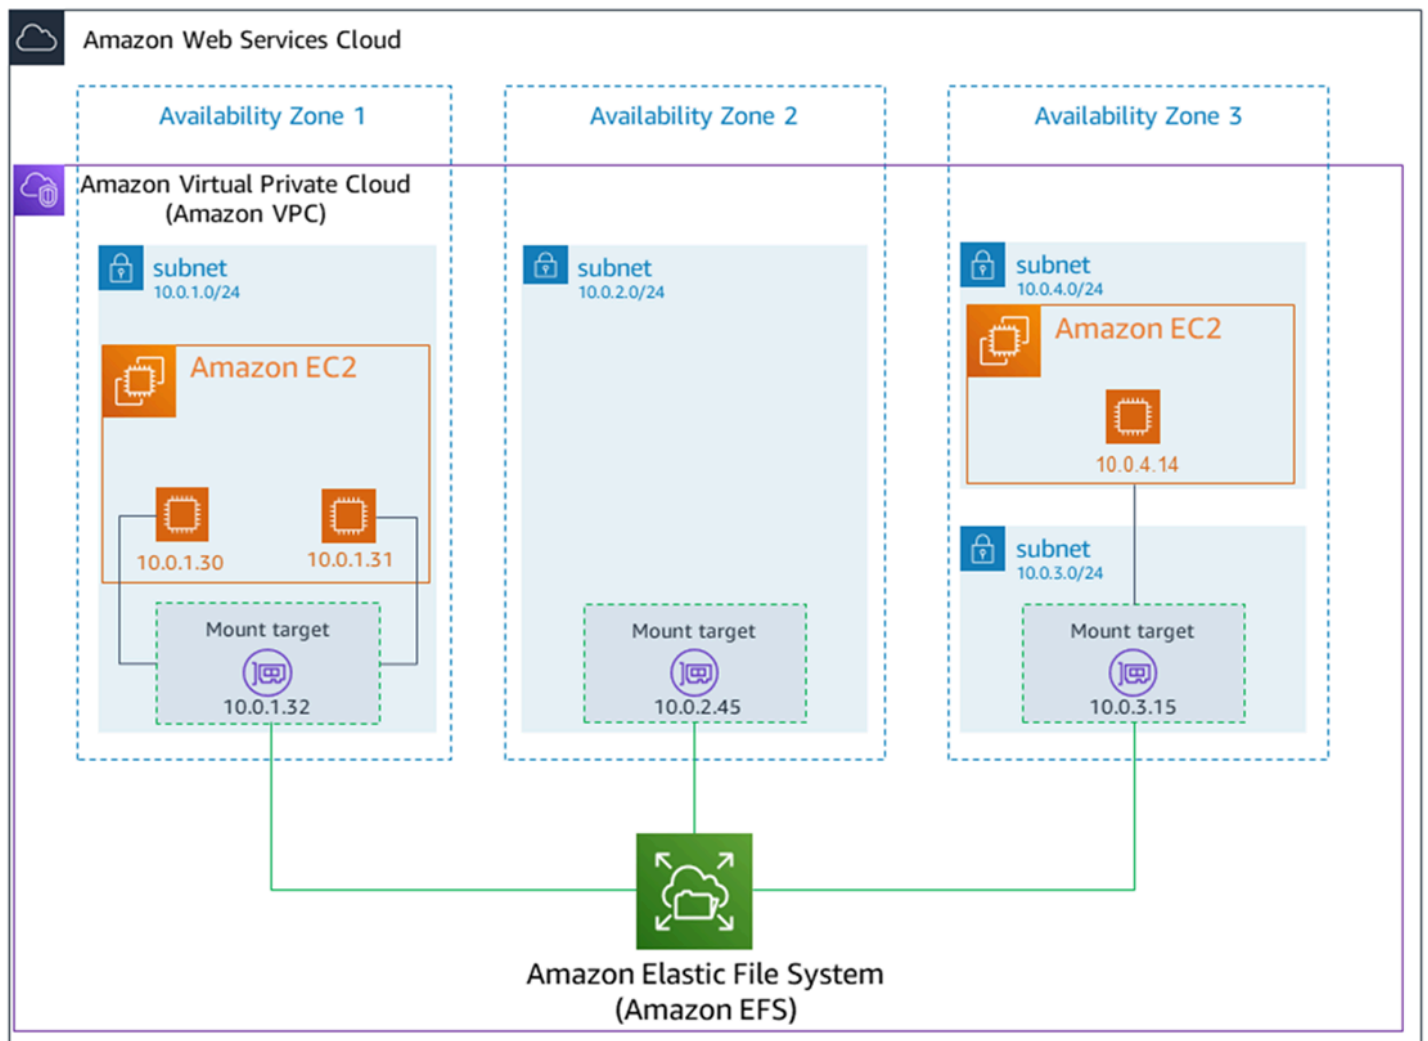 Amazon Web Services Cloud
Availability Zone 1
Availability Zone 2
Availability Zone 3
Amazon Virtual Private Cloud
(Amazon VPC)
subnet
10.0.1.0/24
Amazon EC2
10.0.1.30
10.0.1.31
Mount target
10.0.1.32
subnet
10.0.2.0/24
Mount target
10.0.2.45
subnet
10.0.4.0/24
Amazon EC2
10.0.4.14
subnet
10.0.3.0/24
Mount target
10.0.3.15
Amazon Elastic File System
(Amazon EFS)